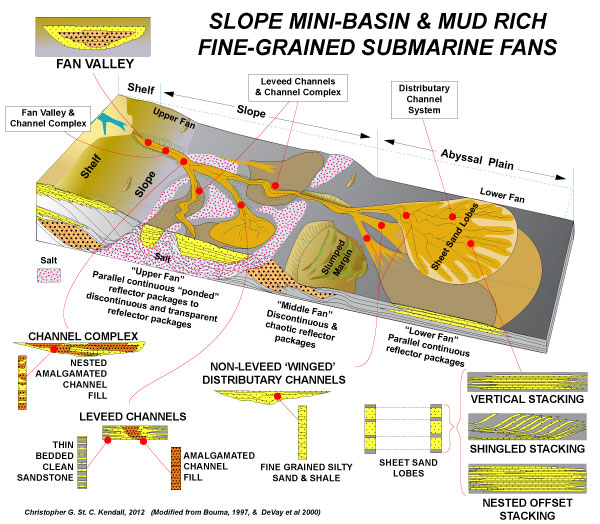 SLOPE MINI-BASIN & MUD RICH
FINE-GRAINED SUBMARINE FANS
FAN VALLEY
Fan Valley &
Channel Complex
Leveed Channels
& Channel Complex
Distributary
Channel
System
Shelf
Slope
Abyssal Plain
Upper Fan
Lower Fan
Shelf
Slope
Sheet Sand Lobes
Slumped
Margin
Salt
Salt
"Upper Fan"
Parallel continuous "ponded"
reflector packages to
discontinuous and transparent
refelector packages
"Middle Fan"
Discontinuous &
chaotic reflector
packages
"Lower Fan"
Parallel continuous
reflector packages
CHANNEL COMPLEX
NESTED
AMALGAMATED
CHANNEL
FILL
LEVEED CHANNELS
THIN
BEDDED
CLEAN
SANDSTONE
AMALGAMATED
CHANNEL
FILL
NON-LEVEED 'WINGED'
DISTRIBUTARY CHANNELS
FINE GRAINED SILTY
SAND & SHALE
SHEET SAND
LOBES
VERTICAL STACKING
SHINGLED STACKING
NESTED OFFSET
STACKING
Christopher G. St. C. Kendall, 2012 (Modified from Bouma, 1997, & DeVay et al 2000)